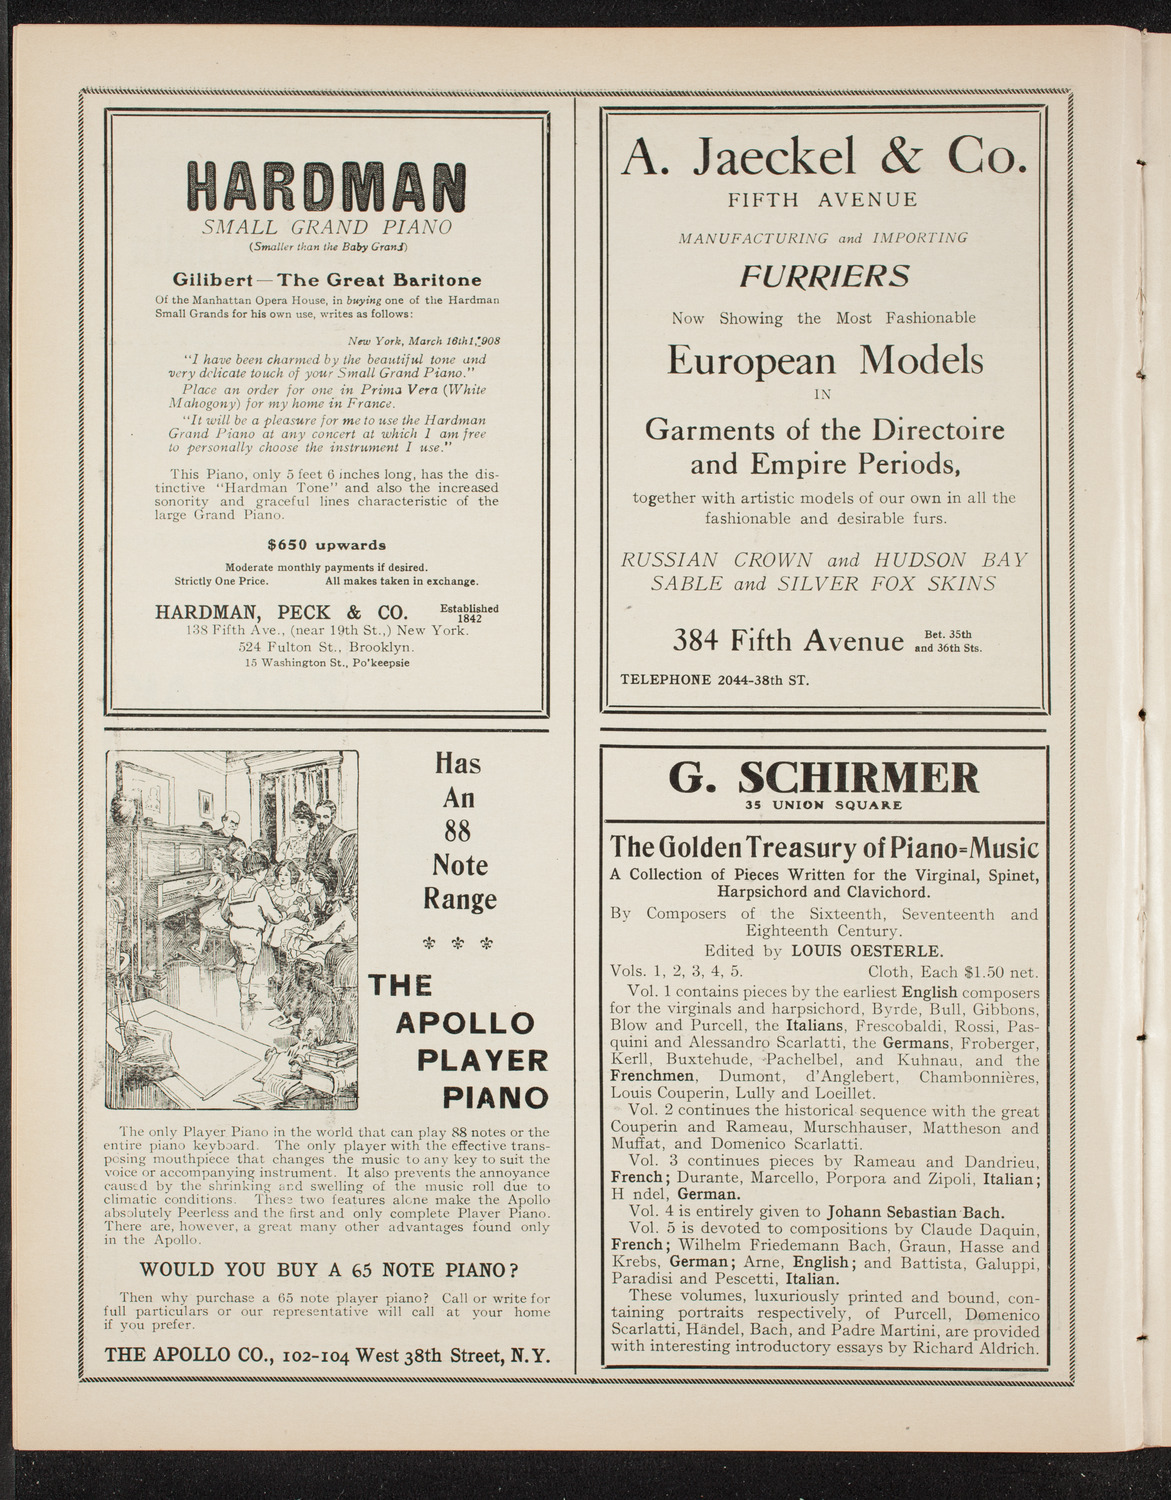 HARDMAN
SMALL GRAND PIANO
(Smaller than the Baby Grand)
Gilibert—The Great Baritone
Of the Manhattan Opera House, in buying one of the Hardman
Small Grands for his own use, writes as follows:
New York, March 16th1,"908
"I have been charmed by the beautiful tone and
very delicate touch of your Small Grand Piano."
Place an order for one in Prima Vera (White
Mahogony) for my home in France.
"It will be a pleasure for me to use the Hardman
Grand Piano at any concert at which I am free
to personally choose the instrument I use."
This Piano, only 5 feet 6 inches long, has the dis-
tinctive "Hardman Tone" and also the increased
sonority and graceful lines characteristic of the
large Grand Piano.
$650 upwards
Moderate monthly payments if desired.
Strictly One Price. All makes taken in exchange.
HARDMAN, PECK & CO. Established
1842
138 Fifth Ave., (near 19th St.,) New York.
524 Fulton St., Brooklyn.
15 Washington St., Po'keepsie
A. Jaeckel & Co.
FIFTH AVENUE
MANUFACTURING and IMPORTING
FURRIERS
Now Showing the Most Fashionable
European Models
IN
Garments of the Directoire
and Empire Periods,
together with artistic models of our own in all the
fashionable and desirable furs.
RUSSIAN CROWN and HUDSON BAY
SABLE and SILVER FOX SKINS
384 Fifth Avenue Bet. 35th
and 36th Sts.
TELEPHONE 2044-38th ST.
Has
An
88
Note
Range
THE
APOLLO
PLAYER
PIANO
The only Player Piano in the world that can play 88 notes or the
entire piano keyboard. The only player with the effective trans-
posing mouthpiece that changes the music to any key to suit the
voice or accompanying instrument. It also prevents the annoyance
caused by the shrinking and swelling of the music roll due to
climatic conditions. These two features alone make the Apollo
absolutely Peerless and the first and only complete Player Piano.
There are, however, a great many other advantages found only
in the Apollo.
WOULD YOU BUY A 65 NOTE PIANO?
Then why purchase a 65 note player piano? Call or write for
full particulars or our representative will call at your home
if you prefer.
THE APOLLO CO., 102-104 West 38th Street, N.Y.
G. SCHIRMER
35 UNION SQUARE
The Golden Treasury of Piano-Music
A Collection of Pieces Written for the Virginal, Spinet,
Harpsichord and Clavichord.
By Composers of the Sixteenth, Seventeenth and
Eighteenth Century.
Edited by LOUIS OESTERLE.
Vols. 1, 2, 3, 4, 5. Cloth, Each $1.50 net.
Vol. 1 contains pieces by the earliest English composers
for the virginals and harpsichord, Byrde, Bull, Gibbons,
Blow and Purcell, the Italians, Frescobaldi, Rossi, Pas-
quini and Alessandro Scarlatti, the Germans, Froberger,
Kerll, Buxtehude, Pachelbel, and Kuhnau, and the
Frenchmen, Dumont, d'Anglebert, Chambonnières,
Louis Couperin, Lully and Loeillet.
Vol. 2 continues the historical sequence with the great
Couperin and Rameau, Murschhauser, Mattheson and
Muffat, and Domenico Scarlatti.
Vol. 3 continues pieces by Rameau and Dandrieu,
French; Durante, Marcello, Porpora and Zipoli, Italian;
H ndel, German.
Vol. 4 is entirely given to Johann Sebastian Bach.
Vol. 5 is devoted to compositions by Claude Daquin,
French; Wilhelm Friedemann Bach, Graun, Hasse and
Krebs, German; Arne, English; and Battista, Galuppi,
Paradisi and Pescetti, Italian.
These volumes, luxuriously printed and bound, con-
taining portraits respectively, of Purcell, Domenico
Scarlatti, Händel, Bach, and Padre Martini, are provided
with interesting introductory essays by Richard Aldrich.